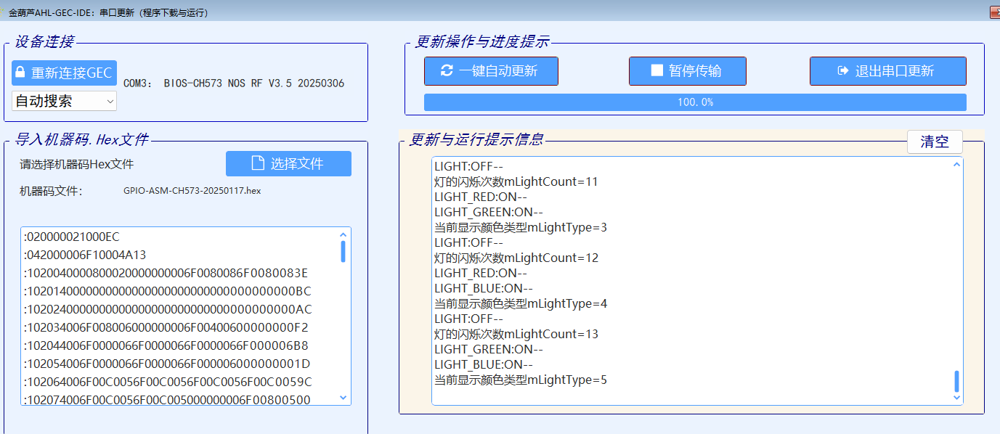 金葫芦AHL-GEC-IDE：串口更新（程序下载与运行）
设备连接
重新连接GEC
COM3： BIOS-CH573 NOS RF V3.5 20250306
自动搜索
更新操作与进度提示
一键自动更新
暂停传输
退出串口更新
100.0%
导入机器码.Hex文件
请选择机器码Hex文件
选择文件
机器码文件：
GPIO-ASM-CH573-20250117.hex
:020000021000EC
:042000006F10004A13
:10200400080002000000006F0080086F0080083E
:1020140000000000000000000000000000000000BC
:1020240000000000000000000000000000000000AC
:102034006F008006000000006F00400600000000F2
:102044006F0000066F0000066F0000066F000006B8
:102054006F0000066F0000066F000006000000001D
:102064006F00C0056F00C0056F00C0056F00C0059C
:102074006F00C0056F00C005000000006F00800500
更新与运行提示信息
清空
LIGHT:OFF--
灯的闪烁次数mLightCount=11
LIGHT_RED:ON--
LIGHT_GREEN:ON--
当前显示颜色类型mLightType=3
LIGHT:OFF--
灯的闪烁次数mLightCount=12
LIGHT_RED:ON--
LIGHT_BLUE:ON--
当前显示颜色类型mLightType=4
LIGHT:OFF--
灯的闪烁次数mLightCount=13
LIGHT_GREEN:ON--
LIGHT_BLUE:ON--
当前显示颜色类型mLightType=5